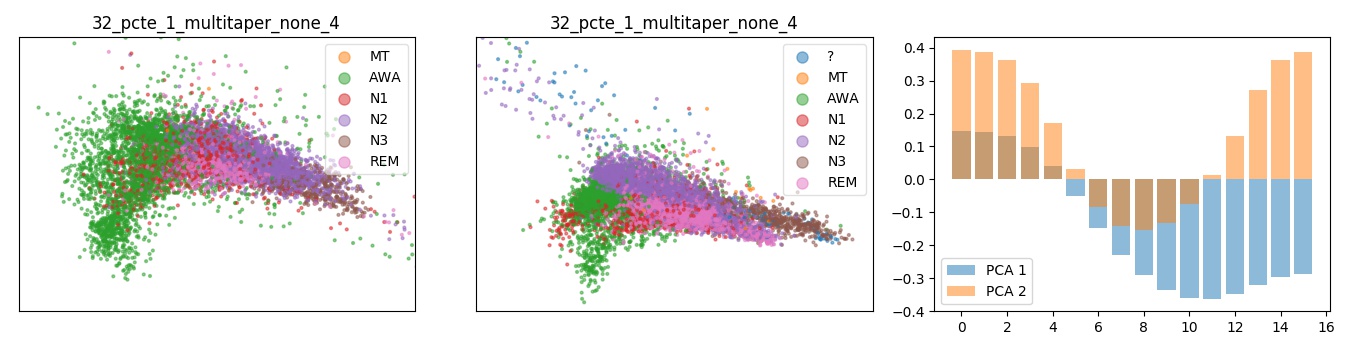 32_pcte_1_multitaper_none_4
MT
AWA
N1
N2
N3
REM
32_pcte_1_multitaper_none_4
?
MT
AWA
N1
N2
N3
REM
0.4
0.3
0.2
0.1
0.0
−0.1
−0.2
−0.3
−0.4
PCA 1
PCA 2
0 2 4 6 8 10 12 14 16